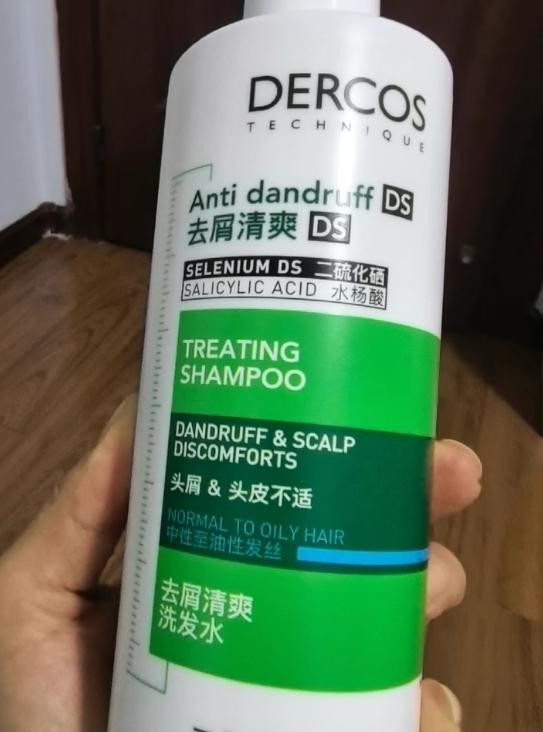 DERCOS
TECHNIQUE
Anti dandruff DS
去屑清爽 DS
SELENIUM DS 二硫化硒
SALICYLIC ACID 水杨酸
TREATING
SHAMPOO
DANDRUFF & SCALP
DISCOMFORTS
头屑 & 头皮不适
NORMAL TO OILY HAIR
中性至油性发丝
去屑清爽
洗发水